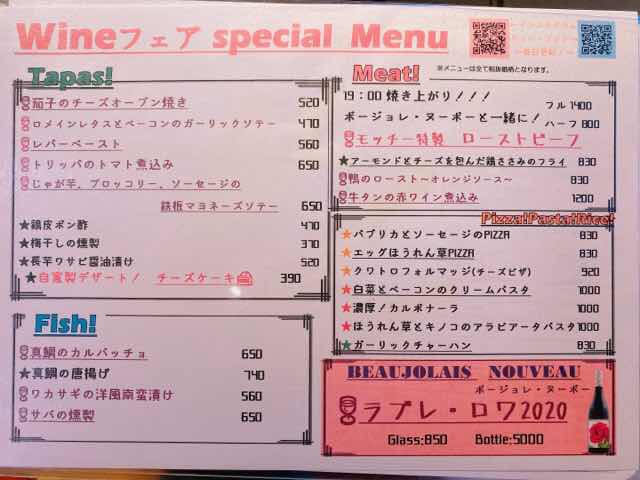 Wineフェア special Menu
※メニューは全て税抜価格となります。
Tapas!
茄子のチーズオーブン焼き 520
ロメインレタスとベーコンのガーリックソテー 470
レバーペースト 560
トリッパのトマト煮込み 650
じゃが芋、ブロッコリー、ソーセージの
鉄板マヨネーズソテー 650
★鶏皮ポン酢 470
★梅干しの燻製 370
★長芋ワサビ醤油漬け 520
★自家製デザート! チーズケーキ 390
Fish!
真鯛のカルパッチョ 650
★真鯛の唐揚げ 740
ワカサギの洋風南蛮漬け 560
サバの燻製 650
Meat!
19:00 焼き上がり!!! フル 1400
ボージョレ・ヌーボーと一緒に! ハーフ 800
モッチー特製 ローストビーフ
★アーモンドとチーズを包んだ鶏ささみのフライ 830
鴨のロースト~オレンジソース~ 830
牛タンの赤ワイン煮込み 1200
Pizza!Pasta!Rice!
★パプリカとソーセージのPIZZA 830
★エッグほうれん草PIZZA 830
★クワトロフォルマッジ(チーズピザ) 920
★白菜とベーコンのクリームパスタ 1000
★濃厚!カルボナーラ 1000
★ほうれん草とキノコのアラビアータパスタ 1000
★ガーリックチャーハン 830
BEAUJOLAIS NOUVEAU
ボージョレ・ヌーボー
ラブレ・ロワ2020
Glass:850 Bottle:5000